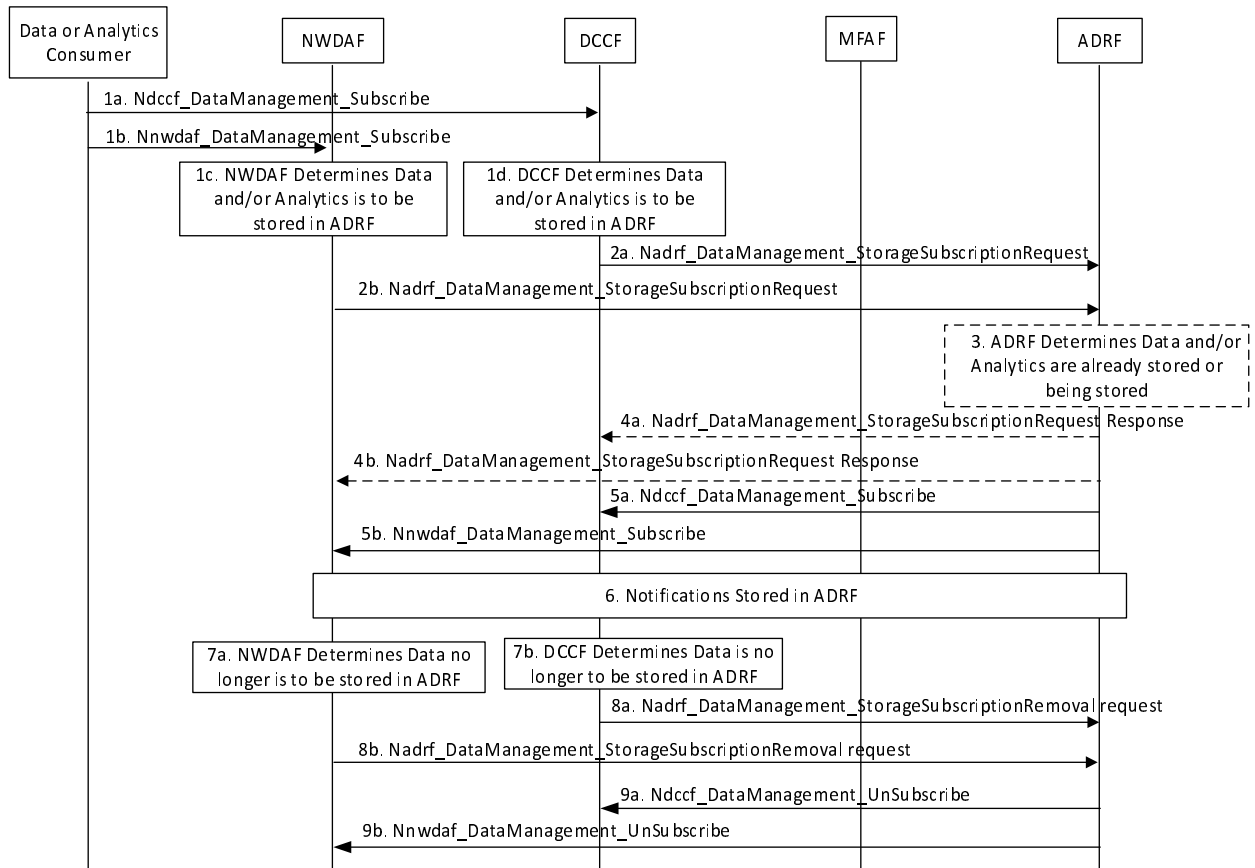 Data or Analytics
Consumer
NWDAF
DCCF
MFAF
ADRF
1a. Ndccf_DataManagement_Subscribe
1b. Nnwdaf_DataManagement_Subscribe
1c. NWDAF Determines Data
and/or Analytics is to be
stored in ADRF
1d. DCCF Determines Data
and/or Analytics is to be
stored in ADRF
2a. Nadrf_DataManagement_StorageSubscriptionRequest
2b. Nadrf_DataManagement_StorageSubscriptionRequest
3. ADRF Determines Data and/or
Analytics are already stored or
being stored
4a. Nadrf_DataManagement_StorageSubscriptionRequest Response
4b. Nadrf_DataManagement_StorageSubscriptionRequest Response
5a. Ndccf_DataManagement_Subscribe
5b. Nnwdaf_DataManagement_Subscribe
6. Notifications Stored in ADRF
7a. NWDAF Determines Data no
longer is to be stored in ADRF
7b. DCCF Determines Data is no
longer to be stored in ADRF
8a. Nadrf_DataManagement_StorageSubscriptionRemoval request
8b. Nadrf_DataManagement_StorageSubscriptionRemoval request
9a. Ndccf_DataManagement_UnSubscribe
9b. Nnwdaf_DataManagement_UnSubscribe